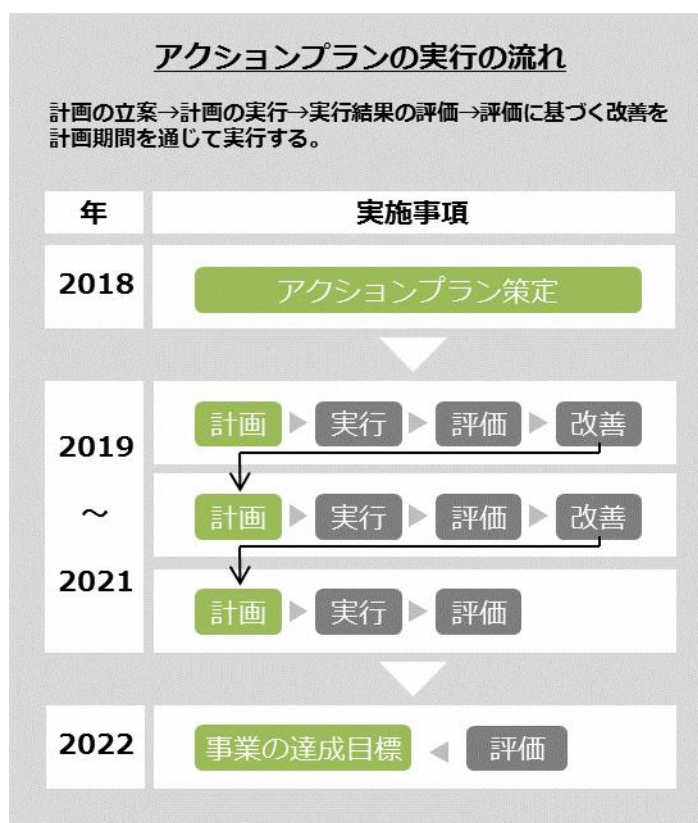 アクションプランの実行の流れ
計画の立案→計画の実行→実行結果の評価→評価に基づく改善を
計画期間を通じて実行する。
年 実施事項
2018 アクションプラン策定
2019
計画 実行 評価 改善
～
計画 実行 評価 改善
2021
計画 実行 評価
2022 事業の達成目標 評価